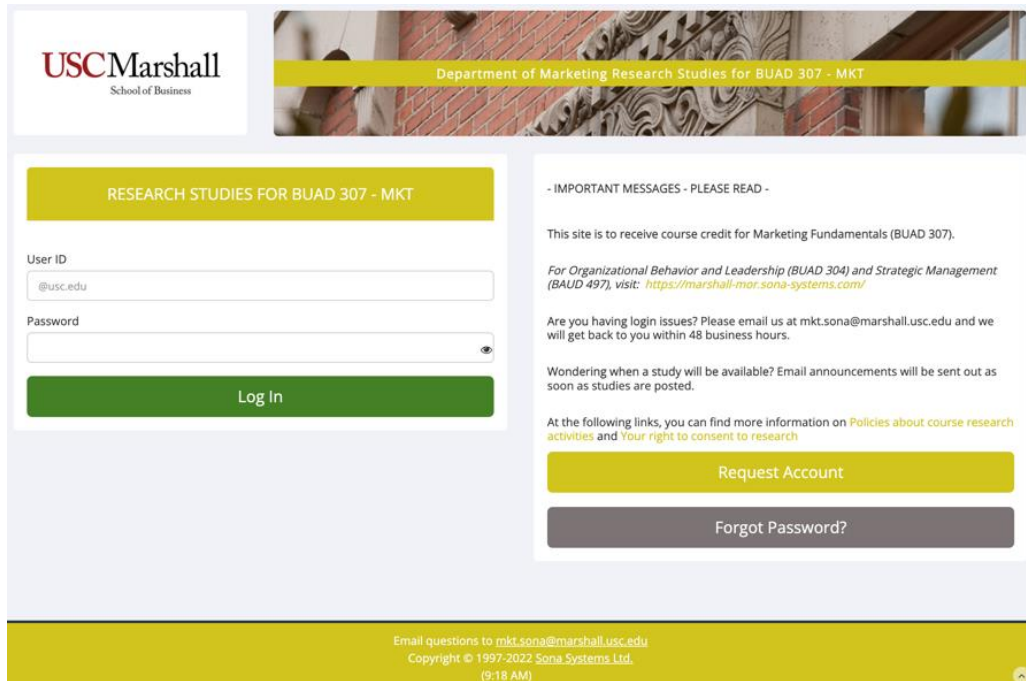 USC Marshall
School of Business
Department of Marketing Research Studies for BUAD 307 - MKT
RESEARCH STUDIES FOR BUAD 307 - MKT
User ID
@usc.edu
Password
Log In
- IMPORTANT MESSAGES - PLEASE READ -
This site is to receive course credit for Marketing Fundamentals (BUAD 307).
For Organizational Behavior and Leadership (BUAD 304) and Strategic Management
(BAUD 497), visit: https://marshall-mor.sona-systems.com/
Are you having login issues? Please email us at mkt.sona@marshall.usc.edu and we
will get back to you within 48 business hours.
Wondering when a study will be available? Email announcements will be sent out as
soon as studies are posted.
At the following links, you can find more information on Policies about course research
activities and Your right to consent to research
Request Account
Forgot Password?
Email questions to mkt.sona@marshall.usc.edu
Copyright © 1997-2022 Sona Systems Ltd.
(9:18 AM)